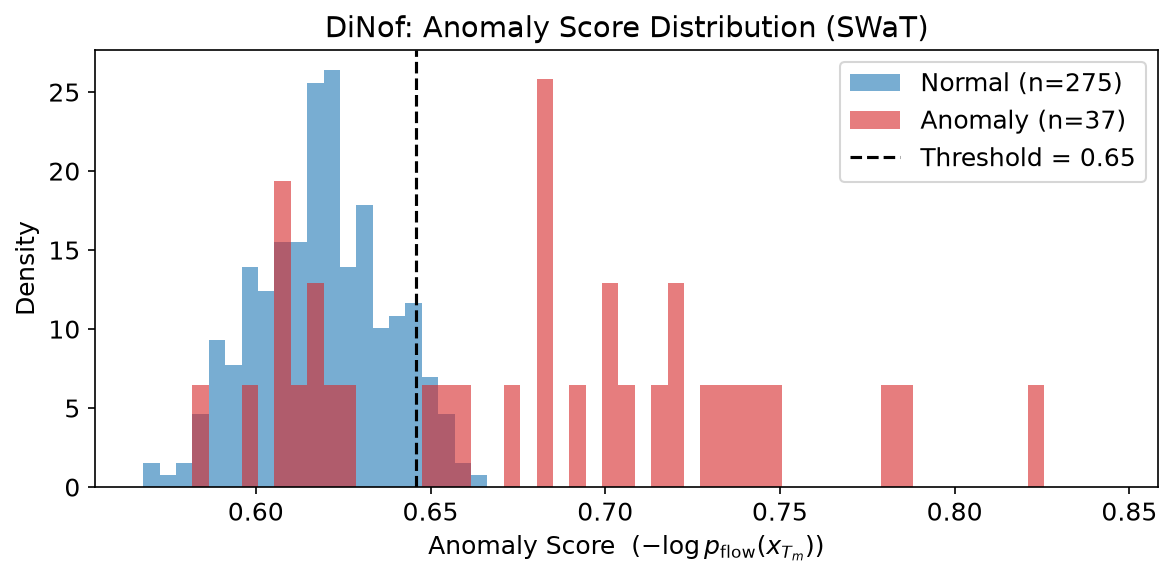 DiNof: Anomaly Score Distribution (SWaT)
Normal (n=275)
Anomaly (n=37)
Threshold = 0.65
Density
25
20
15
10
5
0
0.60 0.65 0.70 0.75 0.80 0.85
Anomaly Score (−log p_flow(x_{T_m}))